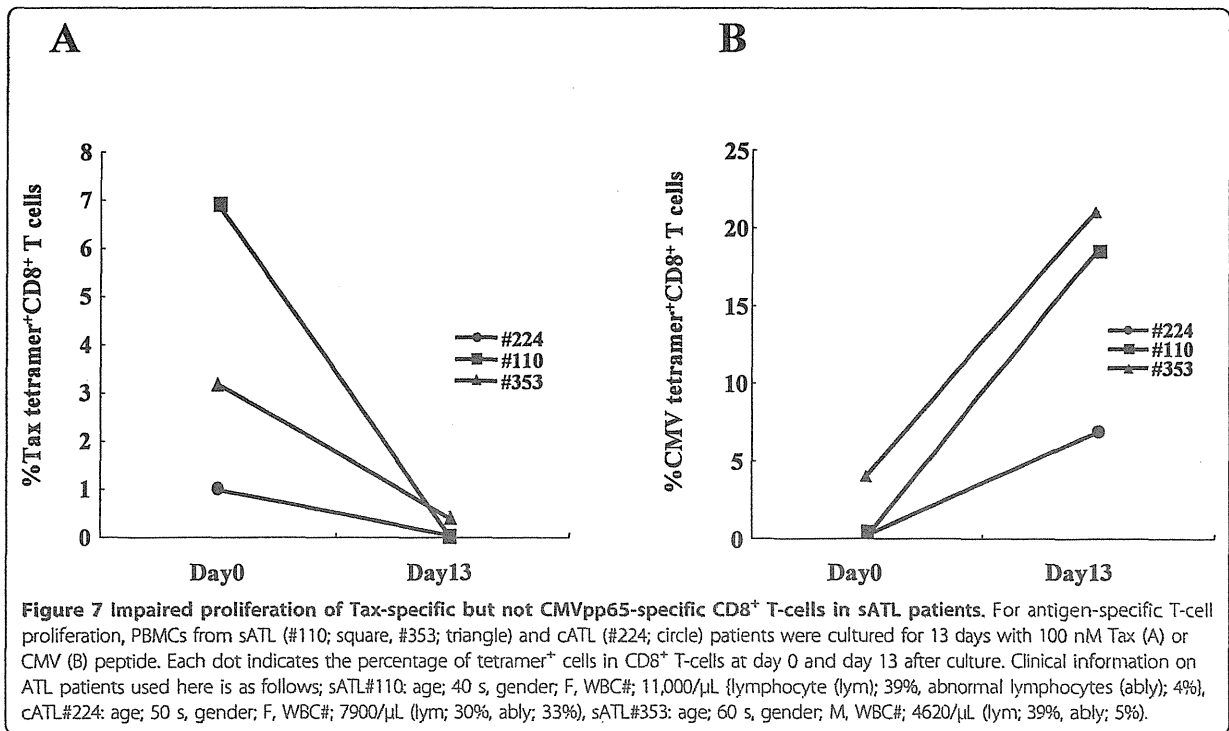 A
B
%Tax tetramer⁺CD8⁺ T cells
8
7
6
5
4
3
2
1
0
Day0
Day13
#224
#110
#353
%CMV tetramer⁺CD8⁺ T cells
25
20
15
10
5
0
Day0
Day13
#224
#110
#353
Figure 7 Impaired proliferation of Tax-specific but not CMVpp65-specific CD8⁺ T-cells in sATL patients. For antigen-specific T-cell
proliferation, PBMCs from sATL (#110; square, #353; triangle) and cATL (#224; circle) patients were cultured for 13 days with 100 nM Tax (A) or
CMV (B) peptide. Each dot indicates the percentage of tetramer⁺ cells in CD8⁺ T-cells at day 0 and day 13 after culture. Clinical information on
ATL patients used here is as follows; sATL#110: age; 40 s, gender; F, WBC#; 11,000/μL {lymphocyte (lym); 39%, abnormal lymphocytes (ably); 4%},
cATL#224: age; 50 s, gender; F, WBC#; 7900/μL (lym; 30%, ably; 33%), sATL#353: age; 60 s, gender; M, WBC#; 4620/μL (lym; 39%, ably; 5%).